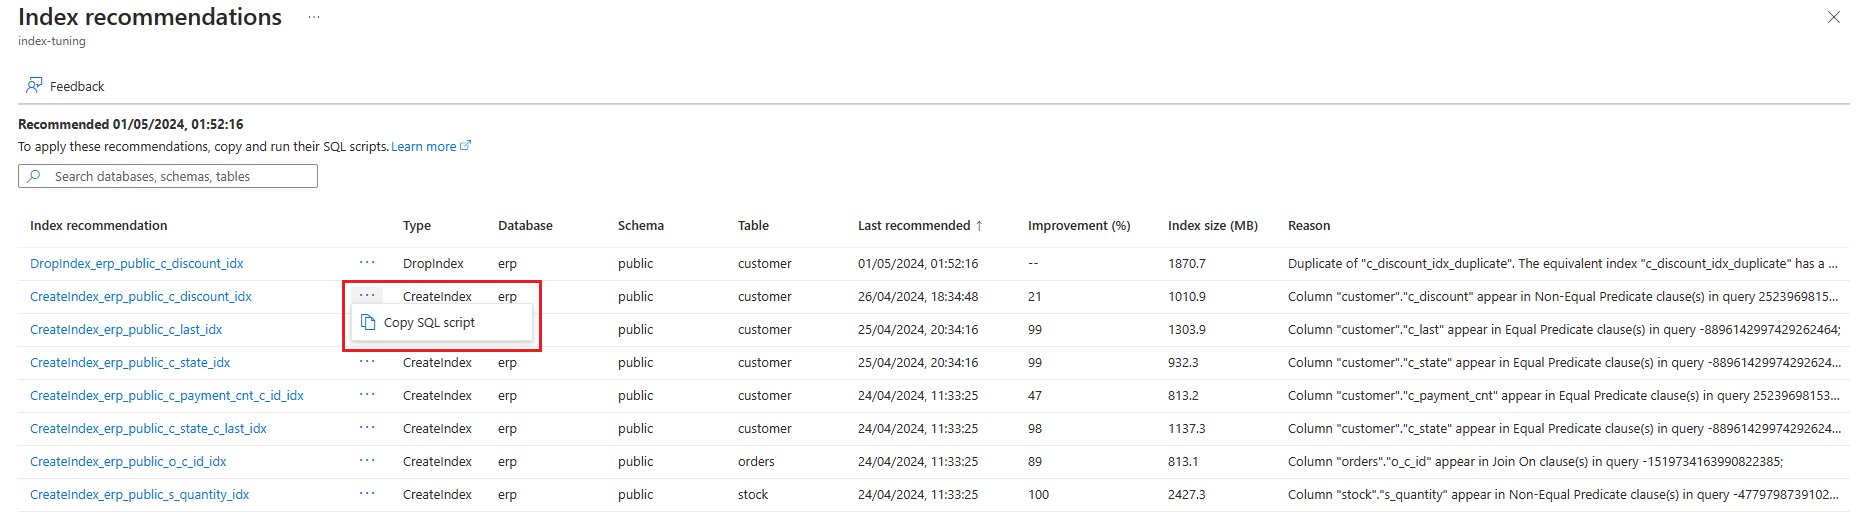 Index recommendations ...
index-tuning
Feedback
Recommended 01/05/2024, 01:52:16
To apply these recommendations, copy and run their SQL scripts. Learn more
Search databases, schemas, tables
Index recommendation Type Database Schema Table Last recommended ↑ Improvement (%) Index size (MB) Reason
DropIndex_erp_public_c_discount_idx ... DropIndex erp public customer 01/05/2024, 01:52:16 -- 1870.7 Duplicate of "c_discount_idx_duplicate". The equivalent index "c_discount_idx_duplicate" has a ...
CreateIndex_erp_public_c_discount_idx ... CreateIndex erp public customer 26/04/2024, 18:34:48 21 1010.9 Column "customer"."c_discount" appear in Non-Equal Predicate clause(s) in query 2523969815...
Copy SQL script
CreateIndex_erp_public_c_last_idx public customer 25/04/2024, 20:34:16 99 1303.9 Column "customer"."c_last" appear in Equal Predicate clause(s) in query -8896142997429262464;
CreateIndex_erp_public_c_state_idx ... CreateIndex erp public customer 25/04/2024, 20:34:16 99 932.3 Column "customer"."c_state" appear in Equal Predicate clause(s) in query -88961429974292624...
CreateIndex_erp_public_c_payment_cnt_c_id_idx ... CreateIndex erp public customer 24/04/2024, 11:33:25 47 813.2 Column "customer"."c_payment_cnt" appear in Equal Predicate clause(s) in query 25239698153...
CreateIndex_erp_public_c_state_c_last_idx ... CreateIndex erp public customer 24/04/2024, 11:33:25 98 1137.3 Column "customer"."c_state" appear in Equal Predicate clause(s) in query -88961429974292624...
CreateIndex_erp_public_o_c_id_idx ... CreateIndex erp public orders 24/04/2024, 11:33:25 89 813.1 Column "orders"."o_c_id" appear in Join On clause(s) in query -1519734163990822385;
CreateIndex_erp_public_s_quantity_idx ... CreateIndex erp public stock 24/04/2024, 11:33:25 100 2427.3 Column "stock"."s_quantity" appear in Non-Equal Predicate clause(s) in query -4779798739102...